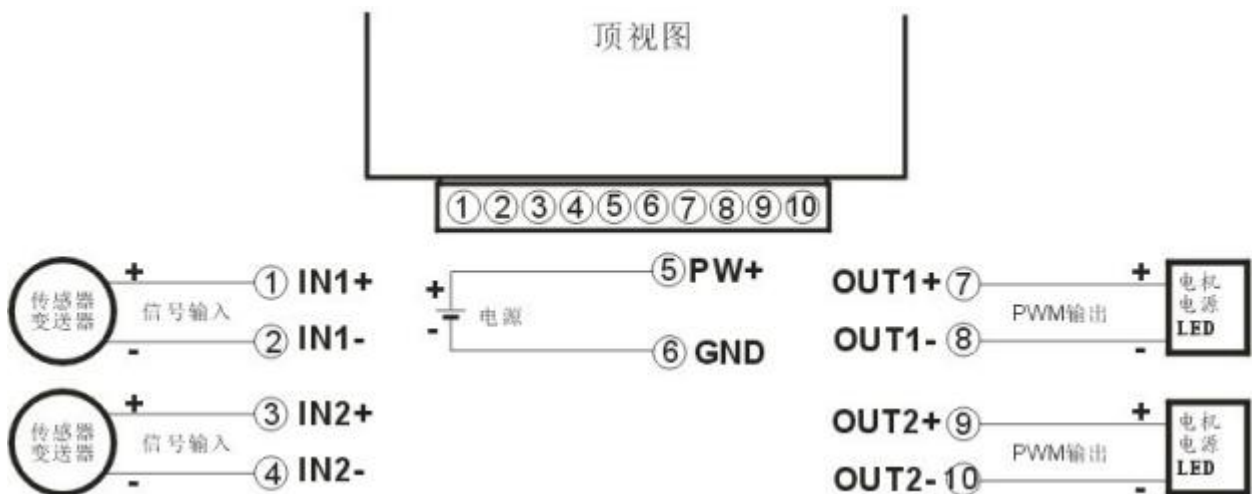 顶视图
①②③④⑤⑥⑦⑧⑨⑩
传感器
变送器
+
信号输入
-
① IN1+
② IN1-
+
-
电源
⑤ PW+
⑥ GND
OUT1+ ⑦
OUT1- ⑧
PWM输出
+
-
电机
电源
LED
传感器
变送器
+
信号输入
-
③ IN2+
④ IN2-
OUT2+ ⑨
OUT2- ⑩
PWM输出
+
-
电机
电源
LED